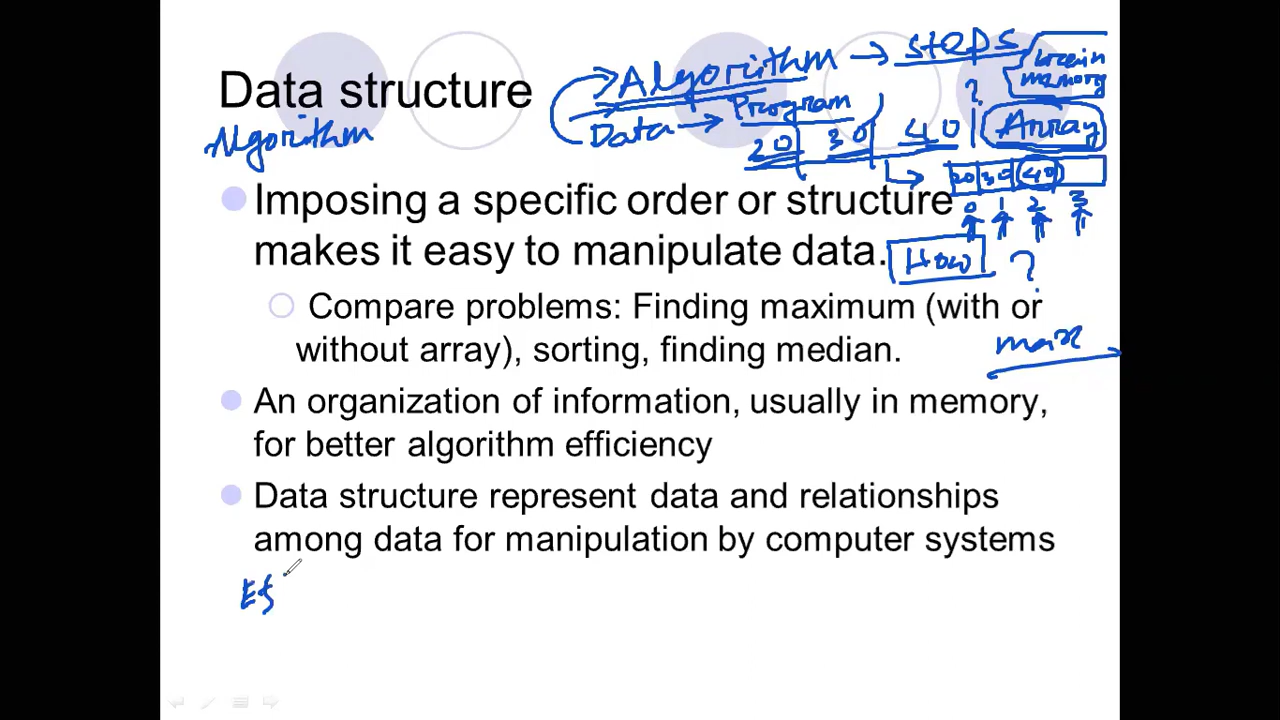 Algorithm → steps
brain
memory
Data structure
Program
Data →
Array
Algorithm
20 30 40 ?
20 30 40
Imposing a specific order or structure
0 1 2 3
makes it easy to manipulate data.
How ?
Compare problems: Finding maximum (with or
without array), sorting, finding median.
max
An organization of information, usually in memory,
for better algorithm efficiency
Data structure represent data and relationships
among data for manipulation by computer systems
Ef